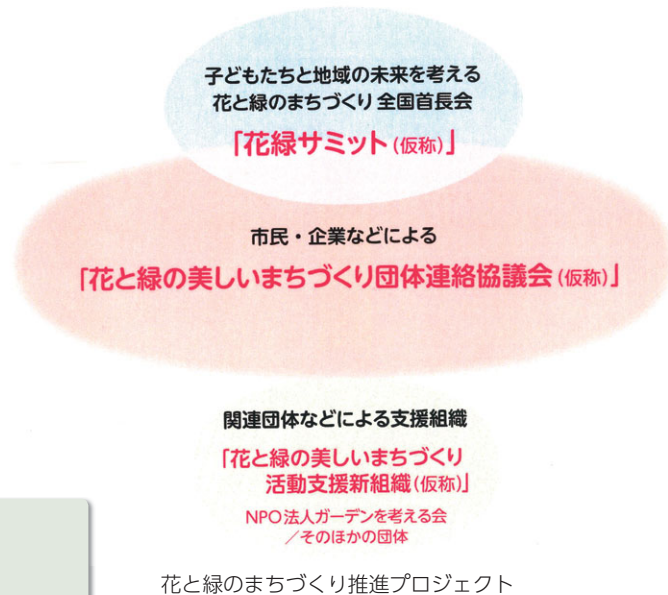 子どもたちと地域の未来を考える
花と緑のまちづくり全国首長会
「花緑サミット(仮称)」
市民・企業などによる
「花と緑の美しいまちづくり団体連絡協議会(仮称)」
関連団体などによる支援組織
「花と緑の美しいまちづくり
活動支援新組織(仮称)」
NPO法人ガーデンを考える会
/そのほかの団体
花と緑のまちづくり推進プロジェクト